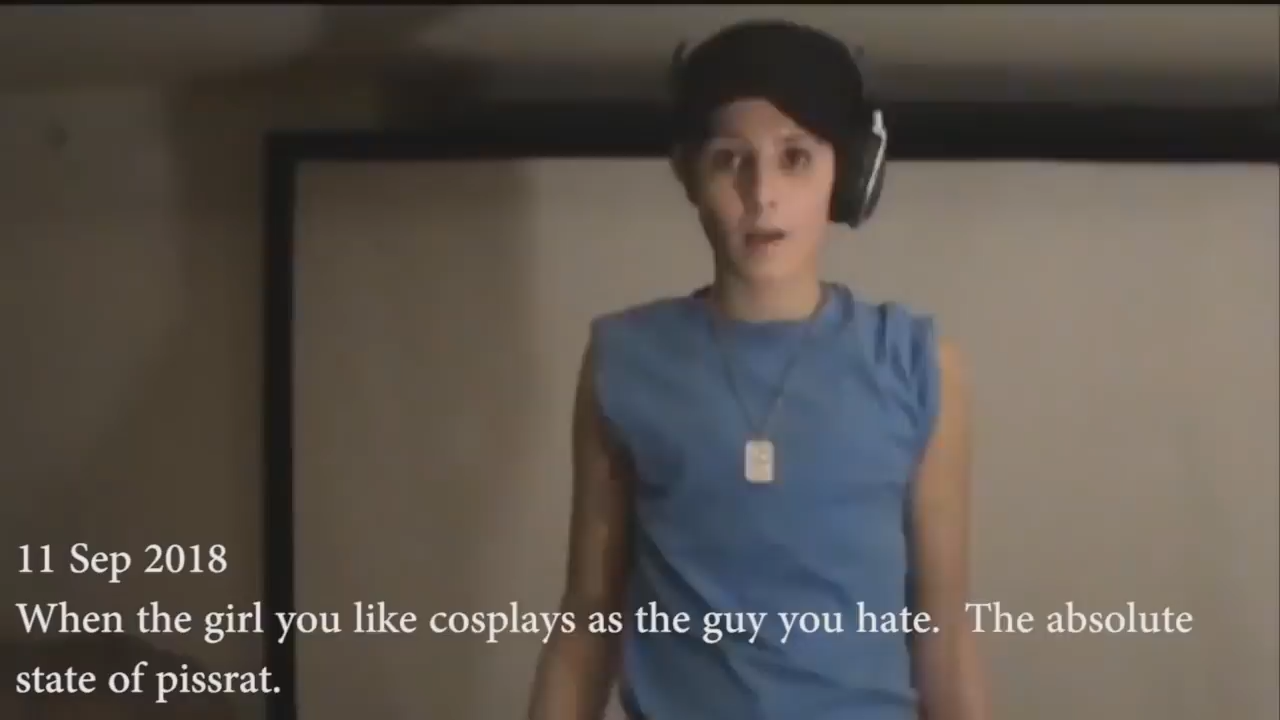 11 Sep 2018
When the girl you like cosplays as the guy you hate.  The absolute
state of pissrat.